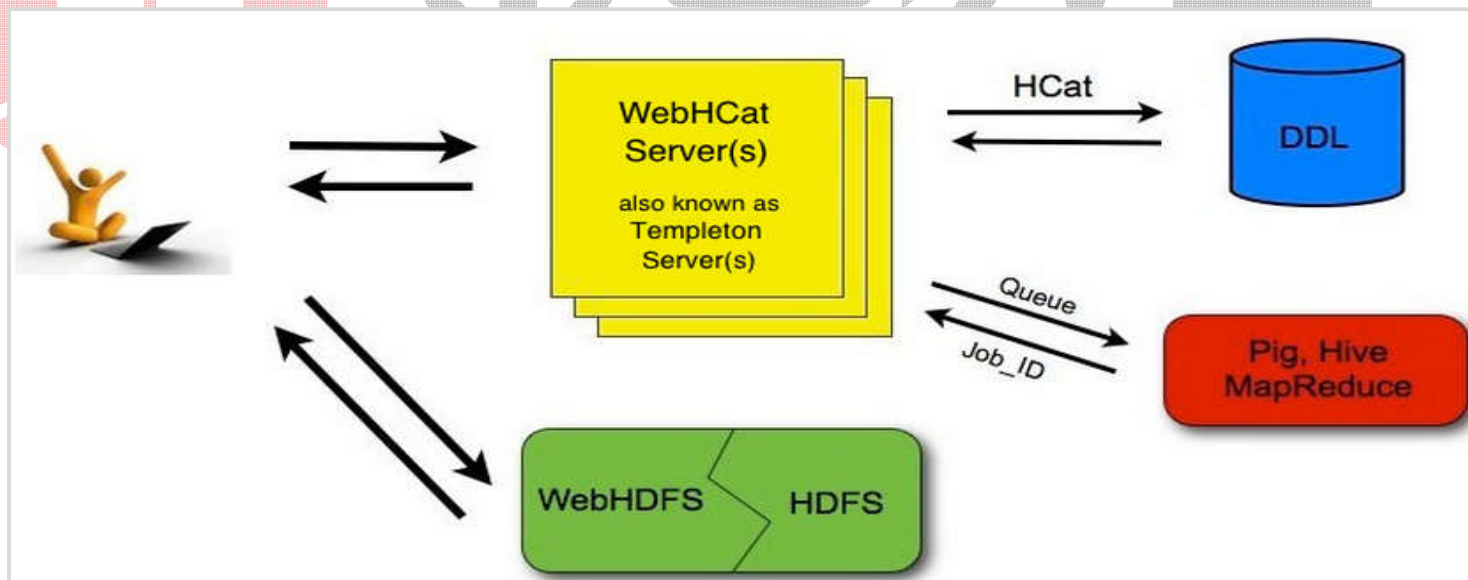 WebHCat
Server(s)
also known as
Templeton
Server(s)
HCat
DDL
Queue
Job_ID
Pig, Hive
MapReduce
WebHDFS
HDFS